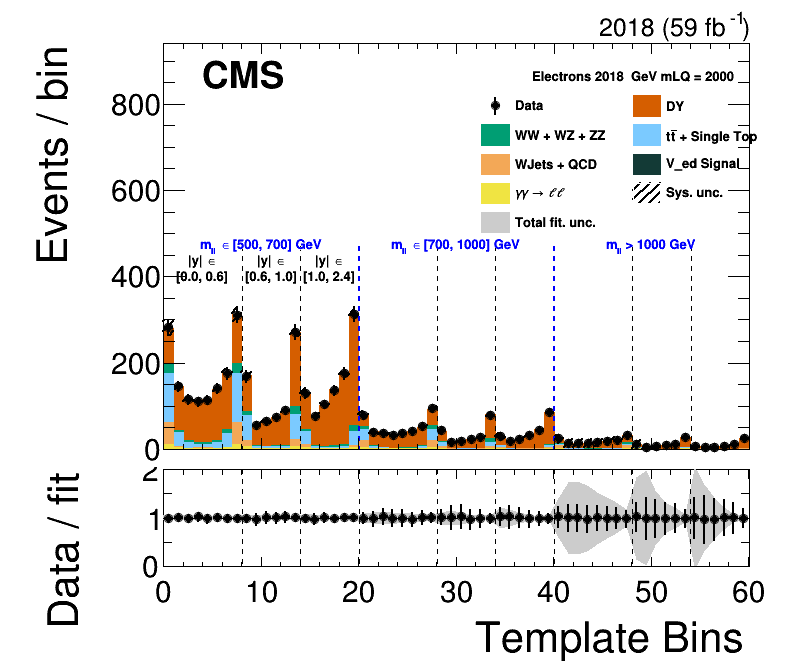 2018 (59 fb⁻¹)
CMS
Electrons 2018 GeV mLQ = 2000
Data
DY
WW + WZ + ZZ
tt̄ + Single Top
WJets + QCD
V_ed Signal
γγ → ℓℓ
Sys. unc.
Total fit. unc.
Events / bin
800
600
400
200
0
m_ll ∈ [500, 700] GeV
m_ll ∈ [700, 1000] GeV
m_ll > 1000 GeV
|y| ∈ [0.0, 0.6]
|y| ∈ [0.6, 1.0]
|y| ∈ [1.0, 2.4]
Data / fit
2
1
0
0 10 20 30 40 50 60
Template Bins